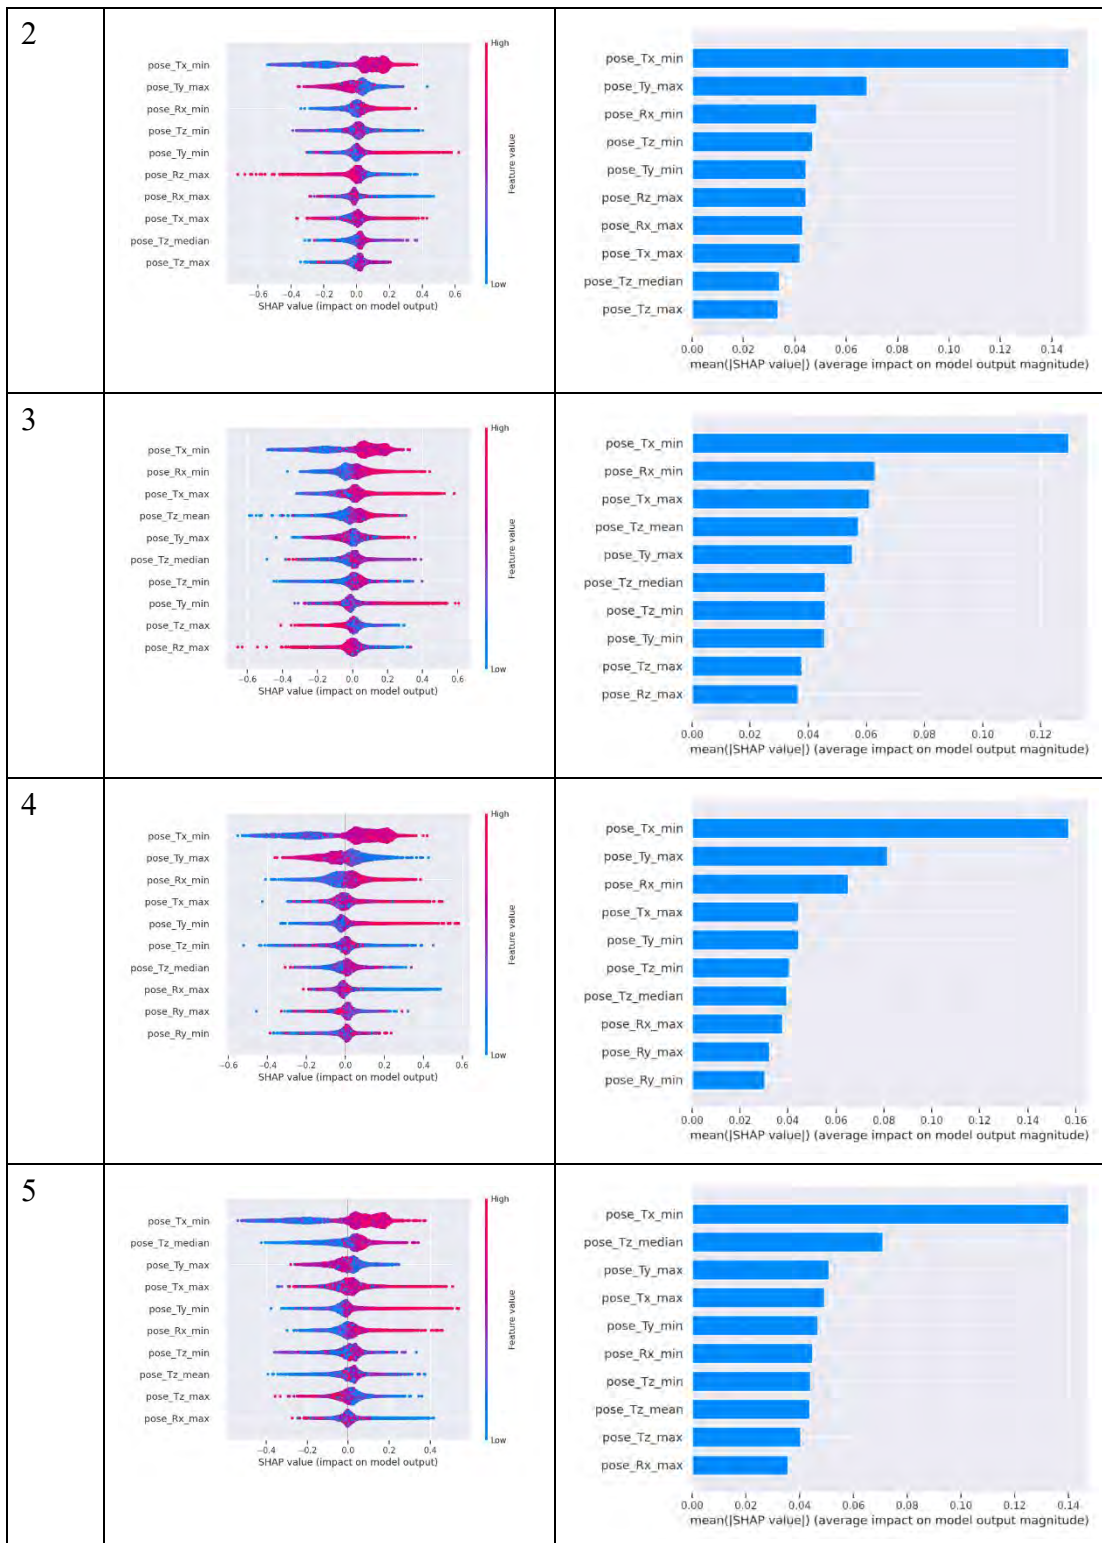 2
High
pose_Tx_min
pose_Ty_max
pose_Rx_min
pose_Tz_min
pose_Ty_min
pose_Rz_max
pose_Rx_max
pose_Tx_max
pose_Tz_median
pose_Tz_max
Feature value
Low
−0.6 −0.4 −0.2 0.0 0.2 0.4 0.6
SHAP value (impact on model output)
pose_Tx_min
pose_Ty_max
pose_Rx_min
pose_Tz_min
pose_Ty_min
pose_Rz_max
pose_Rx_max
pose_Tx_max
pose_Tz_median
pose_Tz_max
0.00 0.02 0.04 0.06 0.08 0.10 0.12 0.14
mean(|SHAP value|) (average impact on model output magnitude)
3
High
pose_Tx_min
pose_Rx_min
pose_Tx_max
pose_Tz_mean
pose_Ty_max
pose_Tz_median
pose_Tz_min
pose_Ty_min
pose_Tz_max
pose_Rz_max
Feature value
Low
−0.6 −0.4 −0.2 0.0 0.2 0.4 0.6
SHAP value (impact on model output)
pose_Tx_min
pose_Rx_min
pose_Tx_max
pose_Tz_mean
pose_Ty_max
pose_Tz_median
pose_Tz_min
pose_Ty_min
pose_Tz_max
pose_Rz_max
0.00 0.02 0.04 0.06 0.08 0.10 0.12
mean(|SHAP value|) (average impact on model output magnitude)
4
High
pose_Tx_min
pose_Ty_max
pose_Rx_min
pose_Tx_max
pose_Ty_min
pose_Tz_min
pose_Tz_median
pose_Rx_max
pose_Ry_max
pose_Ry_min
Feature value
Low
−0.6 −0.4 −0.2 0.0 0.2 0.4 0.6
SHAP value (impact on model output)
pose_Tx_min
pose_Ty_max
pose_Rx_min
pose_Tx_max
pose_Ty_min
pose_Tz_min
pose_Tz_median
pose_Rx_max
pose_Ry_max
pose_Ry_min
0.00 0.02 0.04 0.06 0.08 0.10 0.12 0.14 0.16
mean(|SHAP value|) (average impact on model output magnitude)
5
High
pose_Tx_min
pose_Tz_median
pose_Ty_max
pose_Tx_max
pose_Ty_min
pose_Rx_min
pose_Tz_min
pose_Tz_mean
pose_Tz_max
pose_Rx_max
Feature value
Low
−0.4 −0.2 0.0 0.2 0.4
SHAP value (impact on model output)
pose_Tx_min
pose_Tz_median
pose_Ty_max
pose_Tx_max
pose_Ty_min
pose_Rx_min
pose_Tz_min
pose_Tz_mean
pose_Tz_max
pose_Rx_max
0.00 0.02 0.04 0.06 0.08 0.10 0.12 0.14
mean(|SHAP value|) (average impact on model output magnitude)